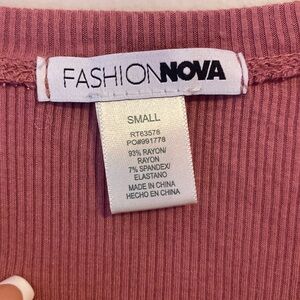 FASHIONNOVA
SMALL
RT63578
PO#991778
93% RAYON/
RAYON
7% SPANDEX/
ELASTANO
MADE IN CHINA
HECHO EN CHINA